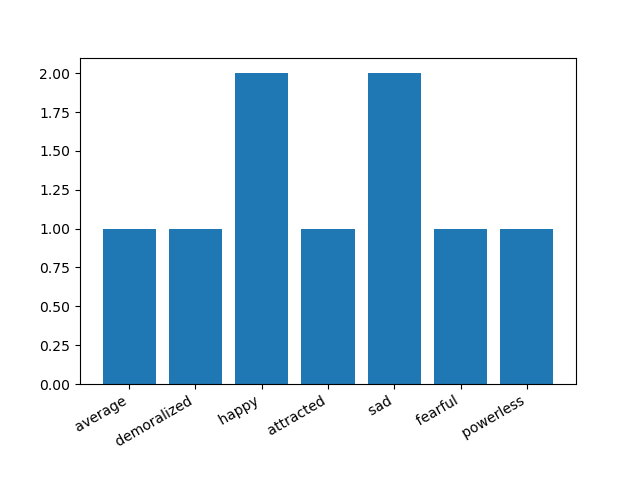 2.00
1.75
1.50
1.25
1.00
0.75
0.50
0.25
0.00
average
demoralized
happy
attracted
sad
fearful
powerless